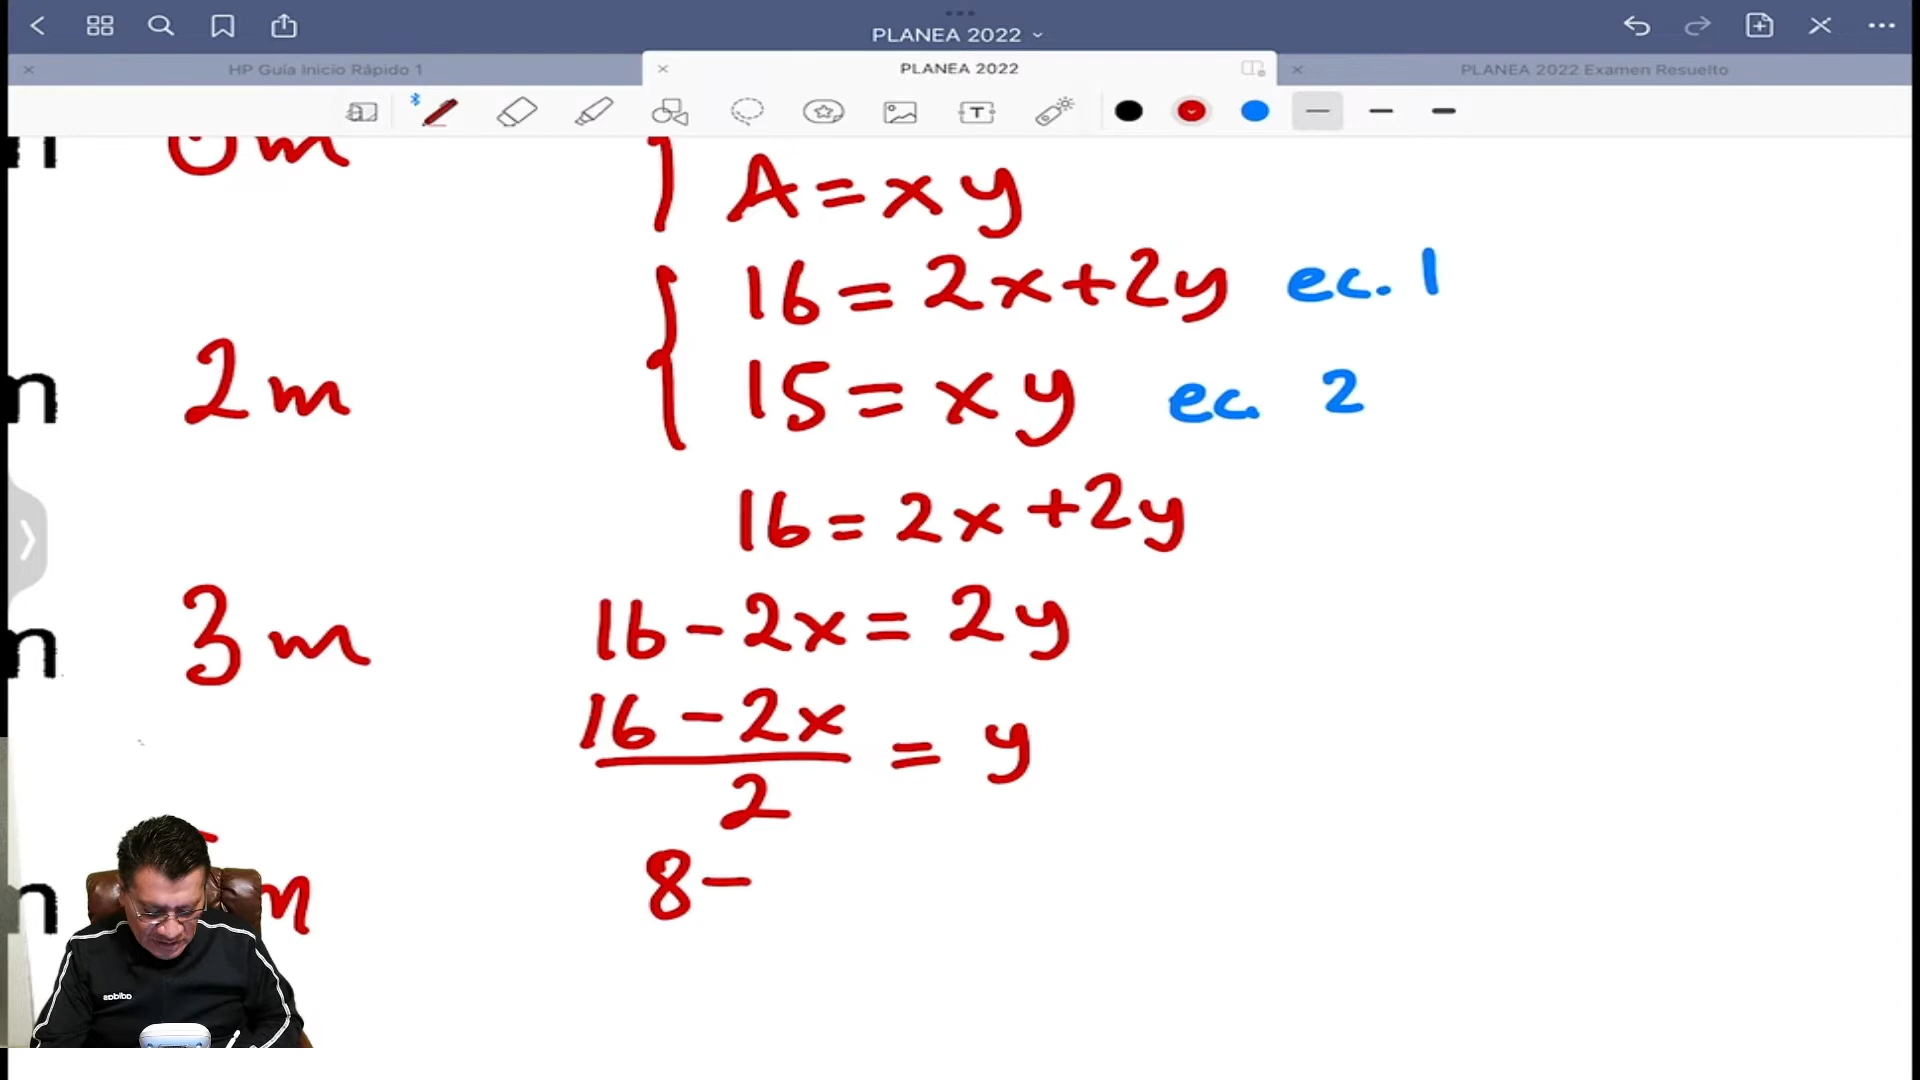 PLANEA 2022
HP Guía Inicio Rápido 1
PLANEA 2022
PLANEA 2022 Examen Resuelto
A = xy
16 = 2x + 2y ec. 1
2m
15 = xy ec. 2
16 = 2x + 2y
3m
16 - 2x = 2y
16 - 2x
= y
2
8 -
m
adidas